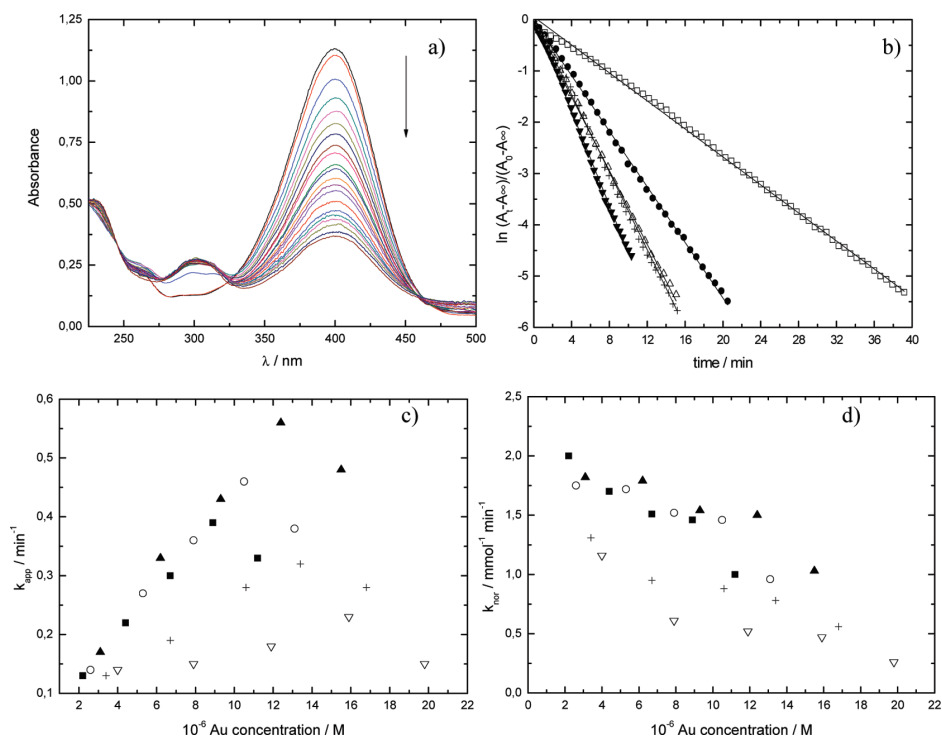 a)
1,25
1,00
0,75
0,50
0,25
0,00
Absorbance
250 300 350 400 450 500
λ / nm
b)
0
-1
-2
-3
-4
-5
-6
ln (At-A∞)/(A0-A∞)
0 4 8 12 16 20 24 28 32 36 40
time / min
c)
0,6
0,5
0,4
0,3
0,2
0,1
kapp / min-1
2 4 6 8 10 12 14 16 18 20 22
10-6 Au concentration / M
d)
2,5
2,0
1,5
1,0
0,5
0,0
knor / mmol-1 min-1
0 2 4 6 8 10 12 14 16 18 20 22
10-6 Au concentration / M